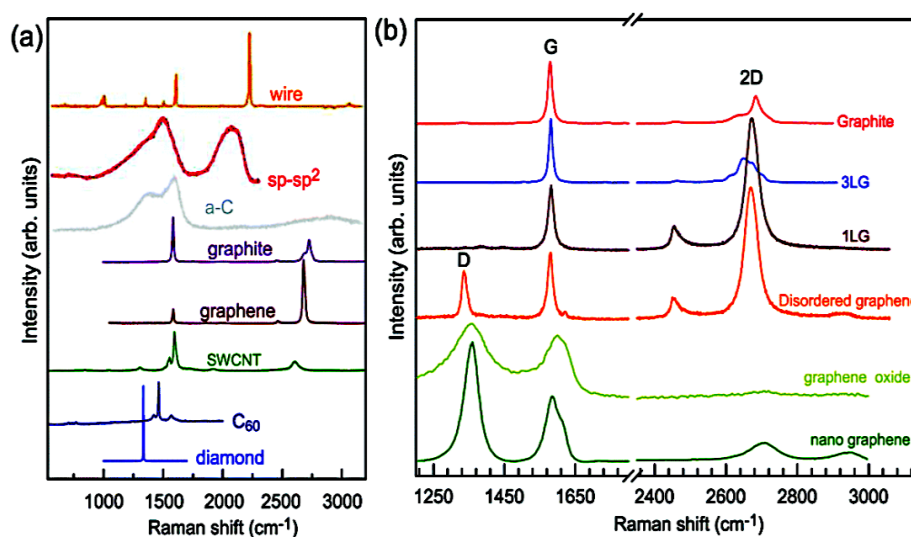 (a)
wire
sp-sp²
a-C
graphite
graphene
SWCNT
C₆₀
diamond
Intensity (arb. units)
500 1000 1500 2000 2500 3000
Raman shift (cm⁻¹)
(b)
G
2D
D
Graphite
3LG
1LG
Disordered graphene
graphene oxide
nano graphene
Intensity (arb. units)
1250 1450 1650 2400 2600 2800 3000
Raman shift (cm⁻¹)